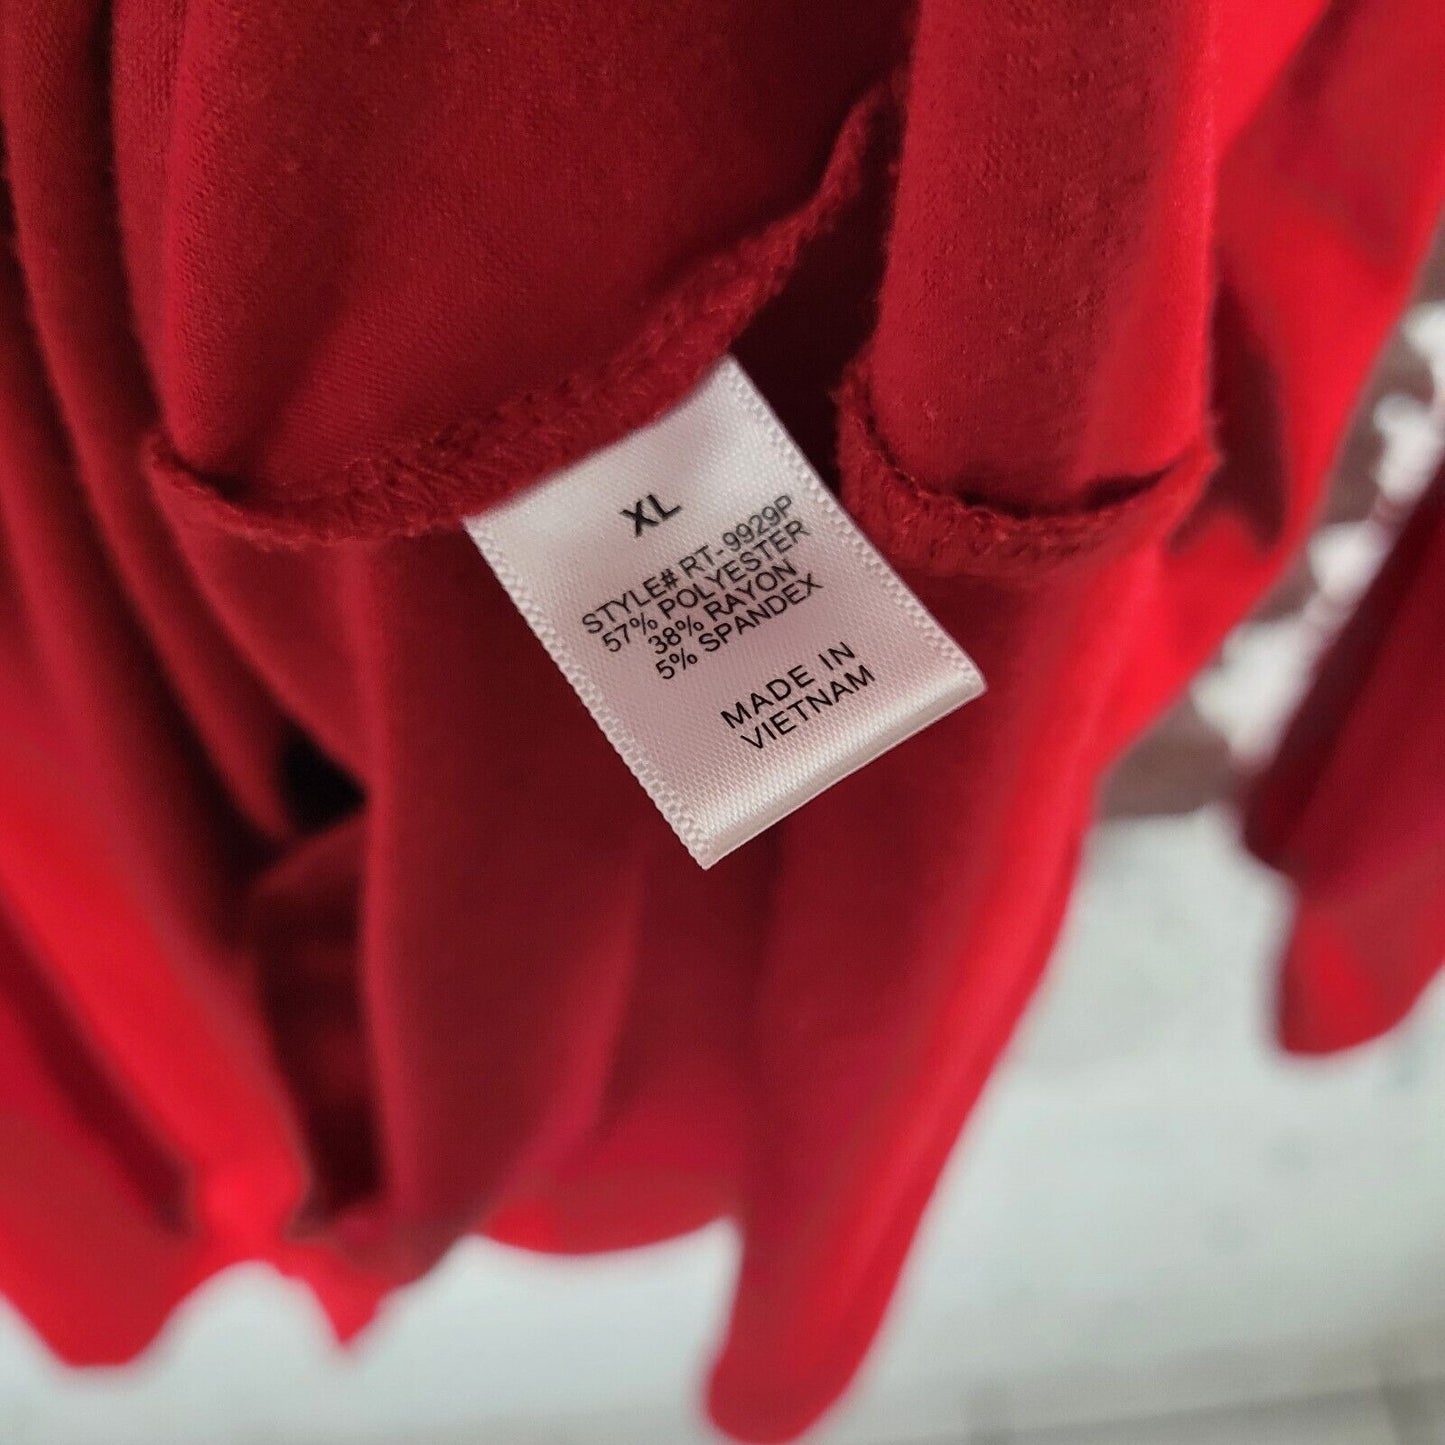 XL
STYLE# RT-9929P
57% POLYESTER
38% RAYON
5% SPANDEX
MADE IN
VIETNAM